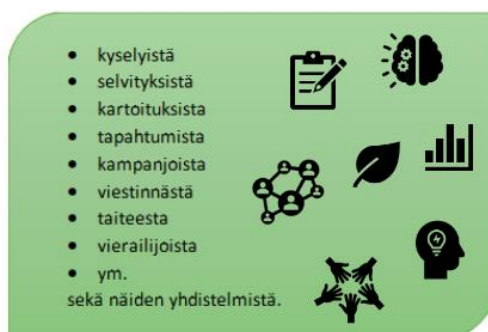 • kyselyistä
• selvityksistä
• kartoituksista
• tapahtumista
• kampanjoista
• viestinnästä
• taiteesta
• vierailijoista
• ym.
sekä näiden yhdistelmistä.